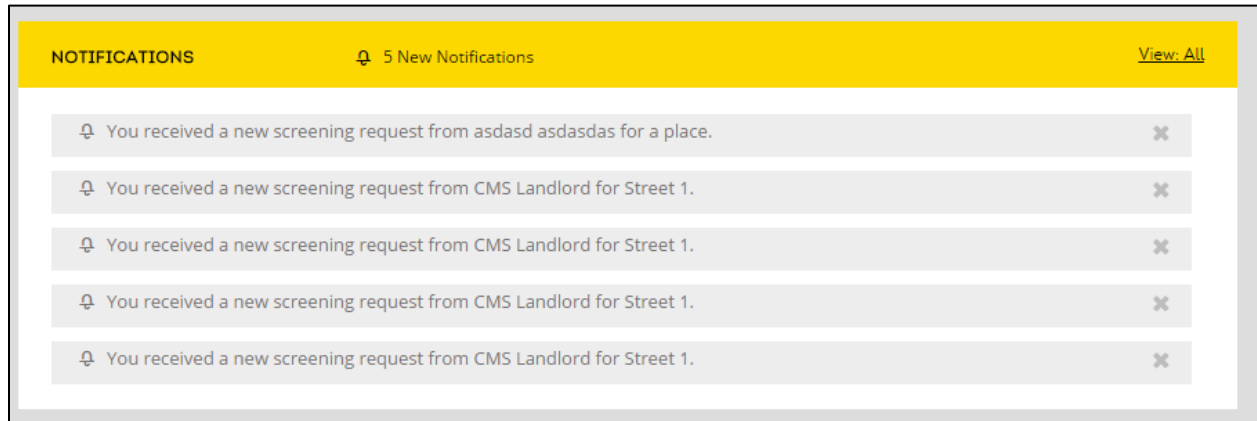 NOTIFICATIONS 5 New Notifications View: All
You received a new screening request from asdasd asdasdas for a place.
You received a new screening request from CMS Landlord for Street 1.
You received a new screening request from CMS Landlord for Street 1.
You received a new screening request from CMS Landlord for Street 1.
You received a new screening request from CMS Landlord for Street 1.